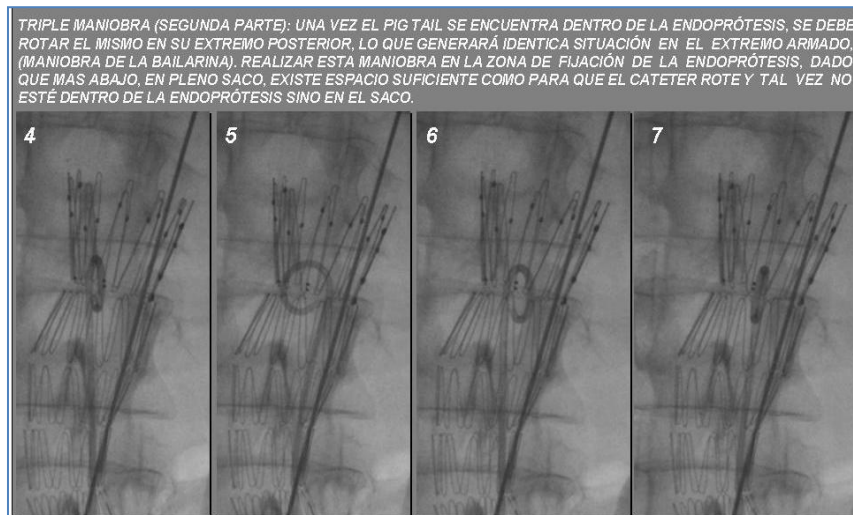 TRIPLE MANIOBRA (SEGUNDA PARTE): UNA VEZ EL PIG TAIL SE ENCUENTRA DENTRO DE LA ENDOPRÓTESIS, SE DEBE
ROTAR EL MISMO EN SU EXTREMO POSTERIOR, LO QUE GENERARÁ IDENTICA SITUACIÓN EN EL EXTREMO ARMADO,
(MANIOBRA DE LA BAILARINA). REALIZAR ESTA MANIOBRA EN LA ZONA DE FIJACIÓN DE LA ENDOPRÓTESIS, DADO
QUE MAS ABAJO, EN PLENO SACO, EXISTE ESPACIO SUFICIENTE COMO PARA QUE EL CATETER ROTE Y TAL VEZ NO
ESTÉ DENTRO DE LA ENDOPRÓTESIS SINO EN EL SACO.
4 5 6 7